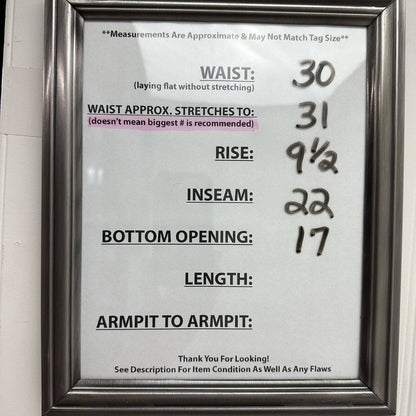 **Measurements Are Approximate & May Not Match Tag Size**
WAIST: 30
(laying flat without stretching)
WAIST APPROX. STRETCHES TO: 31
(doesn't mean biggest # is recommended)
RISE: 9 1/2
INSEAM: 22
BOTTOM OPENING: 17
LENGTH:
ARMPIT TO ARMPIT:
Thank You For Looking!
See Description For Item Condition As Well As Any Flaws